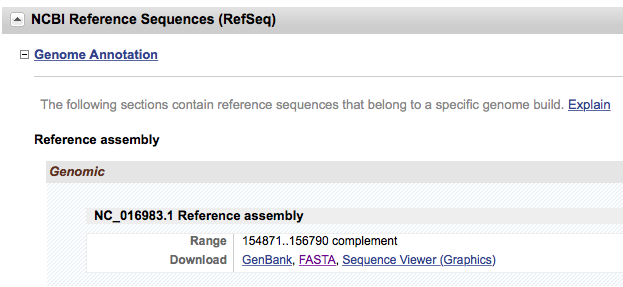 NCBI Reference Sequences (RefSeq)
Genome Annotation
The following sections contain reference sequences that belong to a specific genome build. Explain
Reference assembly
Genomic
NC_016983.1 Reference assembly
Range 154871..156790 complement
Download GenBank, FASTA, Sequence Viewer (Graphics)